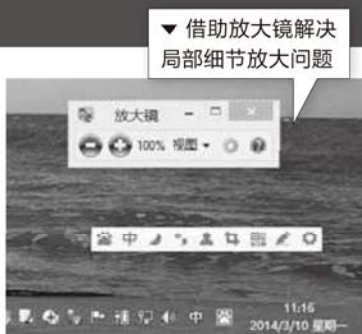 ▼ 借助放大镜解决
局部细节放大问题
放大镜
100% 视图
中
中
11:16
2014/3/10 星期一